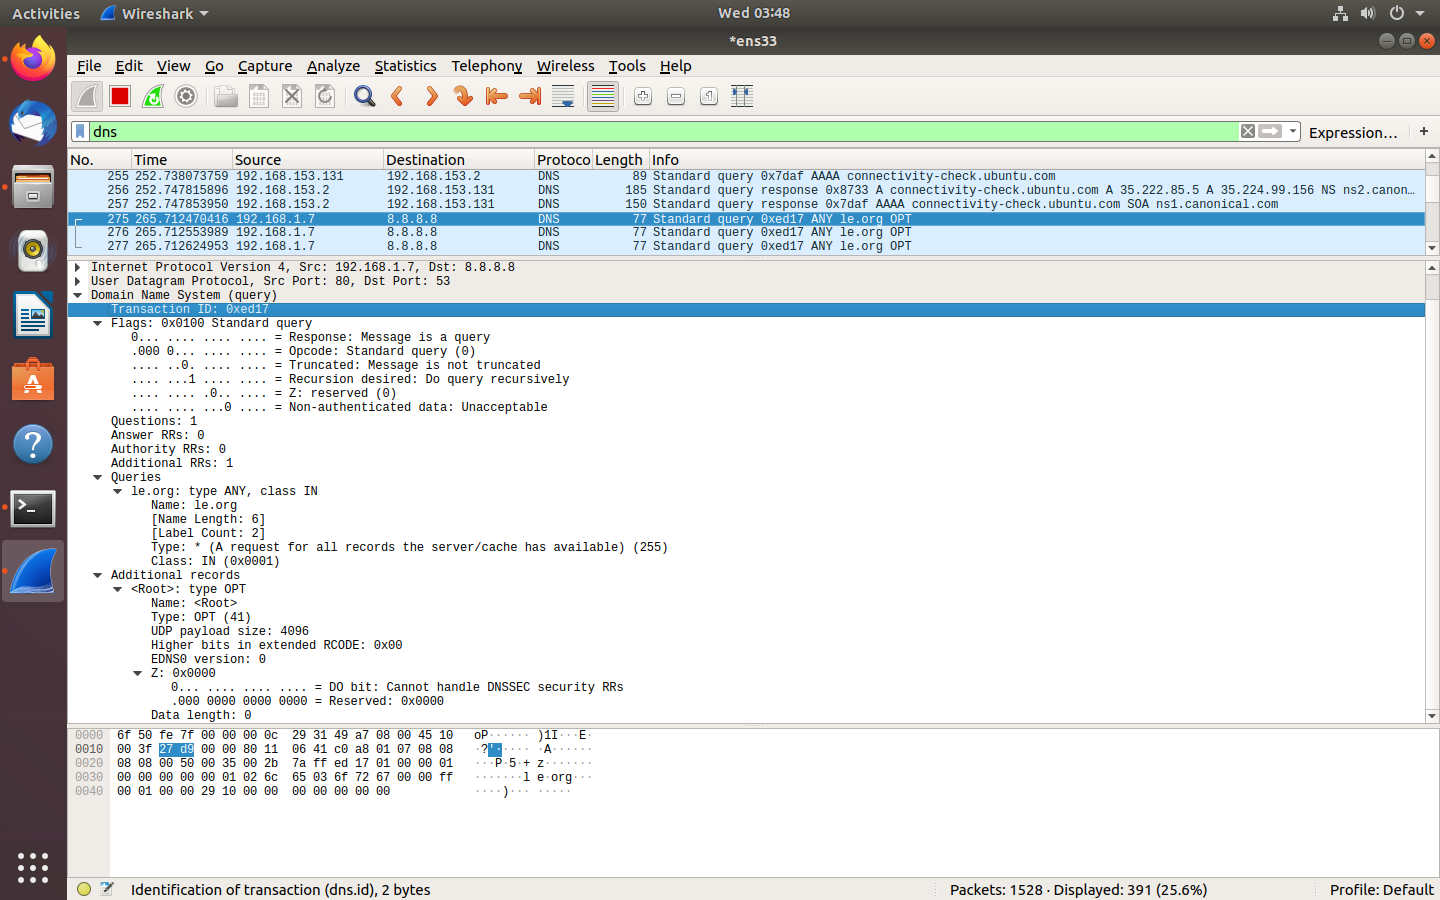 Activities Wireshark Wed 03:48
*ens33
File Edit View Go Capture Analyze Statistics Telephony Wireless Tools Help
dns Expression… +
No. Time Source Destination Protoco Length Info
255 252.738073759 192.168.153.131 192.168.153.2 DNS 89 Standard query 0x7daf AAAA connectivity-check.ubuntu.com
256 252.747815896 192.168.153.2 192.168.153.131 DNS 185 Standard query response 0x8733 A connectivity-check.ubuntu.com A 35.222.85.5 A 35.224.99.156 NS ns2.canon…
257 252.747853950 192.168.153.2 192.168.153.131 DNS 150 Standard query response 0x7daf AAAA connectivity-check.ubuntu.com SOA ns1.canonical.com
275 265.712470416 192.168.1.7 8.8.8.8 DNS 77 Standard query 0xed17 ANY le.org OPT
276 265.712553989 192.168.1.7 8.8.8.8 DNS 77 Standard query 0xed17 ANY le.org OPT
277 265.712624953 192.168.1.7 8.8.8.8 DNS 77 Standard query 0xed17 ANY le.org OPT
Internet Protocol Version 4, Src: 192.168.1.7, Dst: 8.8.8.8
User Datagram Protocol, Src Port: 80, Dst Port: 53
Domain Name System (query)
Transaction ID: 0xed17
Flags: 0x0100 Standard query
0... .... .... .... = Response: Message is a query
.000 0... .... .... = Opcode: Standard query (0)
.... ..0. .... .... = Truncated: Message is not truncated
.... ...1 .... .... = Recursion desired: Do query recursively
.... .... .0.. .... = Z: reserved (0)
.... .... ...0 .... = Non-authenticated data: Unacceptable
Questions: 1
Answer RRs: 0
Authority RRs: 0
Additional RRs: 1
Queries
le.org: type ANY, class IN
Name: le.org
[Name Length: 6]
[Label Count: 2]
Type: * (A request for all records the server/cache has available) (255)
Class: IN (0x0001)
Additional records
<Root>: type OPT
Name: <Root>
Type: OPT (41)
UDP payload size: 4096
Higher bits in extended RCODE: 0x00
EDNS0 version: 0
Z: 0x0000
0... .... .... .... = DO bit: Cannot handle DNSSEC security RRs
.000 0000 0000 0000 = Reserved: 0x0000
Data length: 0
0000 6f 50 fe 7f 00 00 00 0c 29 31 49 a7 08 00 45 10 oP······ )1I···E·
0010 00 3f 27 d9 00 00 80 11 06 41 c0 a8 01 07 08 08 ·?'····· ·A······
0020 08 08 00 50 00 35 00 2b 7a ff ed 17 01 00 00 01 ···P·5·+ z·······
0030 00 00 00 00 00 01 02 6c 65 03 6f 72 67 00 00 ff ·······l e·org···
0040 00 01 00 00 29 10 00 00 00 00 00 00 00 ····)··· ·····
Identification of transaction (dns.id), 2 bytes Packets: 1528 · Displayed: 391 (25.6%) Profile: Default